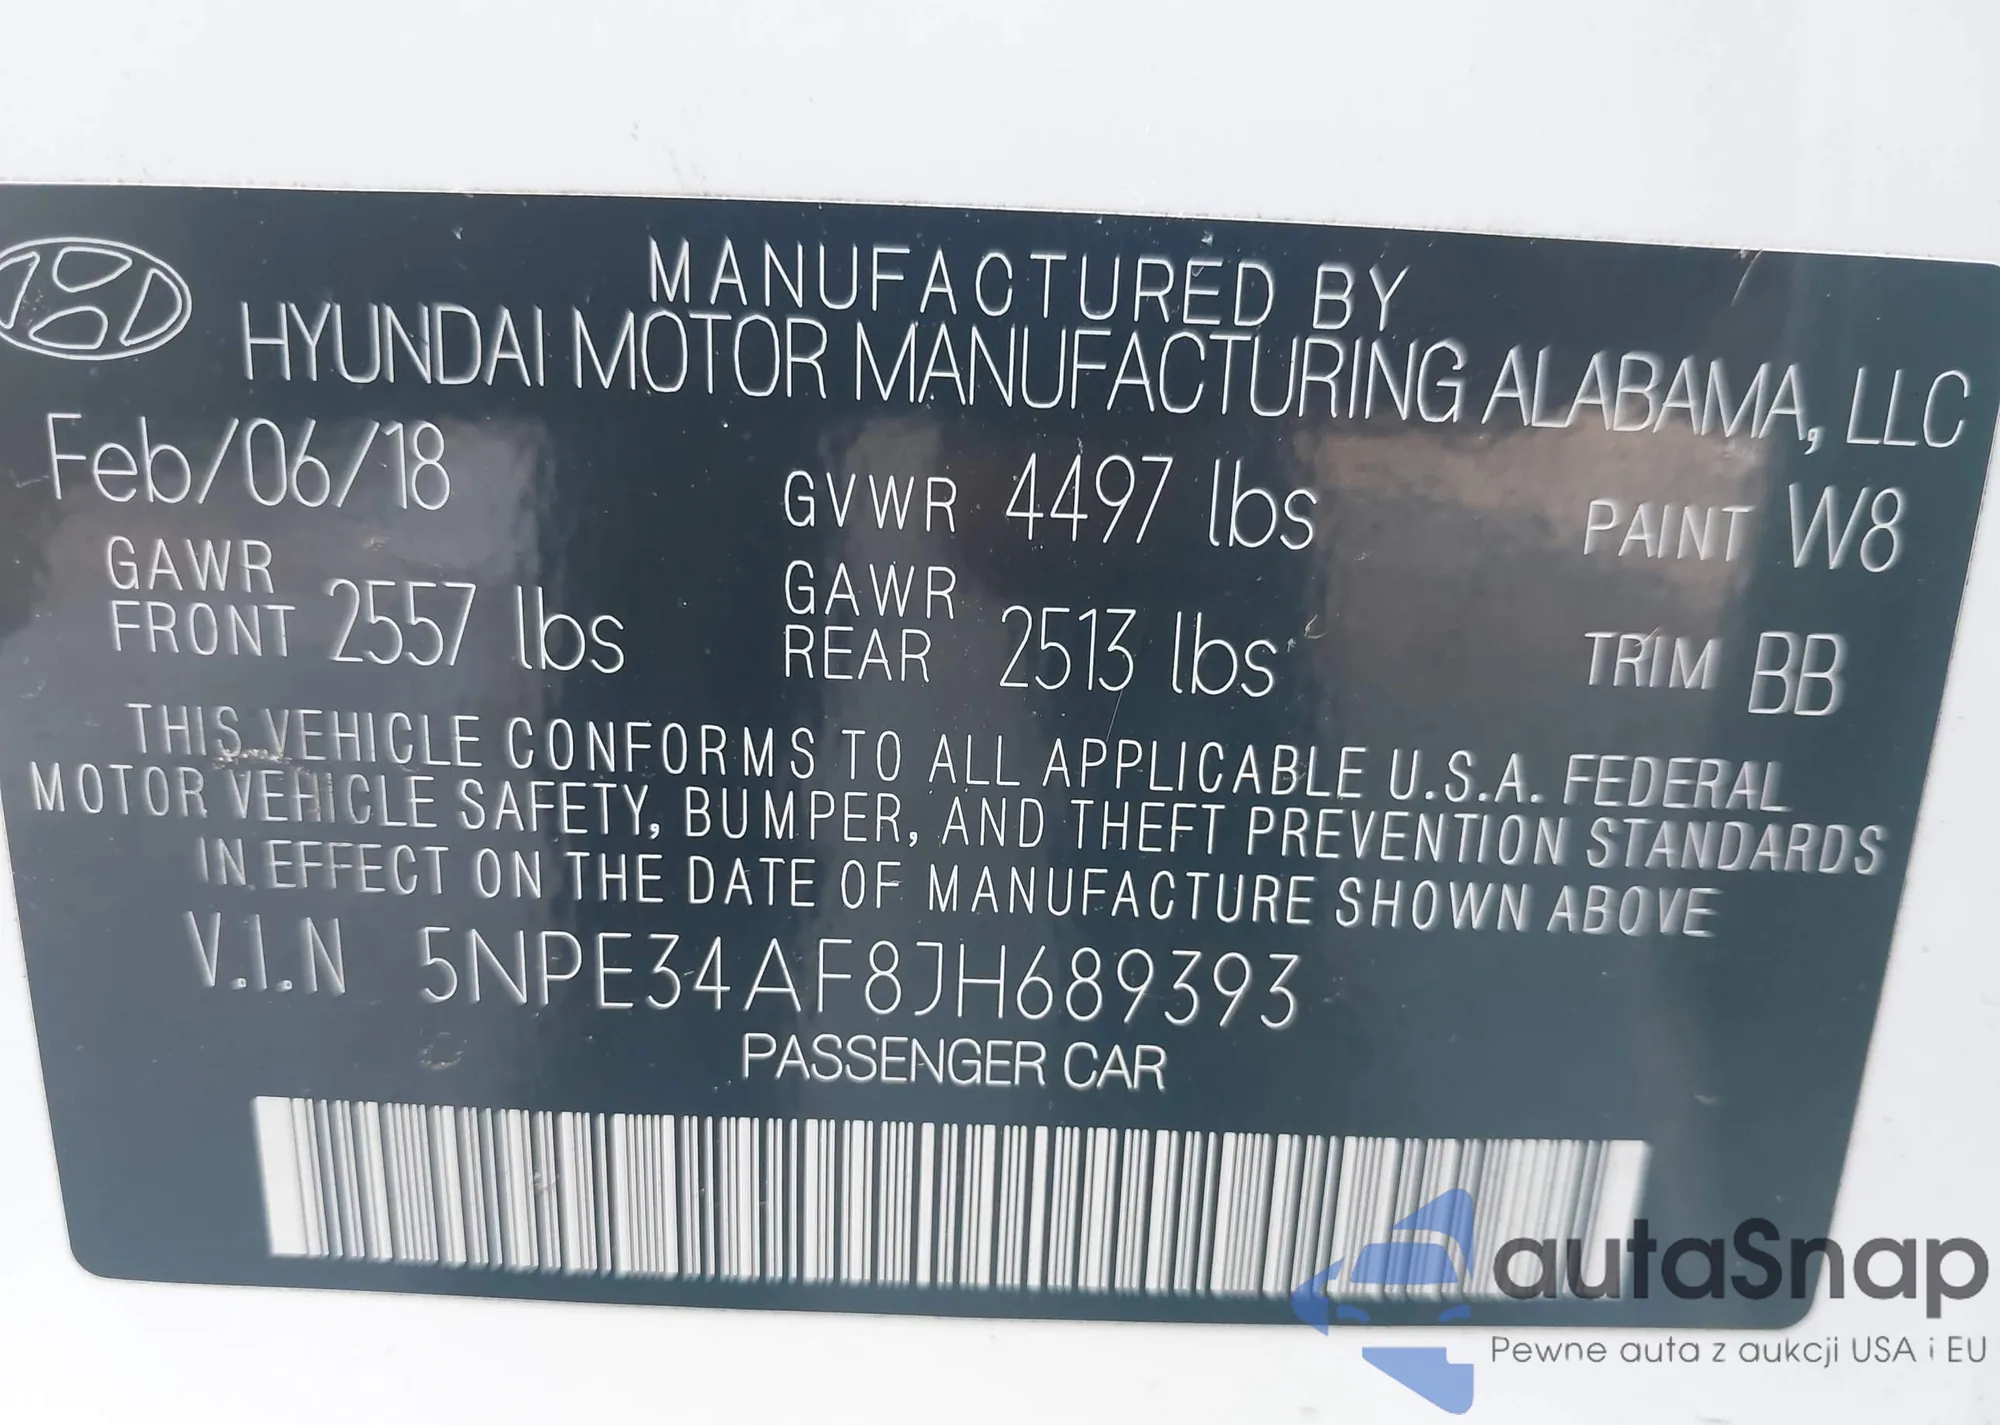 MANUFACTURED BY
HYUNDAI MOTOR MANUFACTURING ALABAMA, LLC
Feb/06/18 GVWR 4497 lbs PAINT W8
GAWR FRONT 2557 lbs GAWR REAR 2513 lbs TRIM BB
THIS VEHICLE CONFORMS TO ALL APPLICABLE U.S.A. FEDERAL
MOTOR VEHICLE SAFETY, BUMPER, AND THEFT PREVENTION STANDARDS
IN EFFECT ON THE DATE OF MANUFACTURE SHOWN ABOVE
V.I.N 5NPE34AF8JH689393
PASSENGER CAR
autaSnap
Pewne auta z aukcji USA i EU